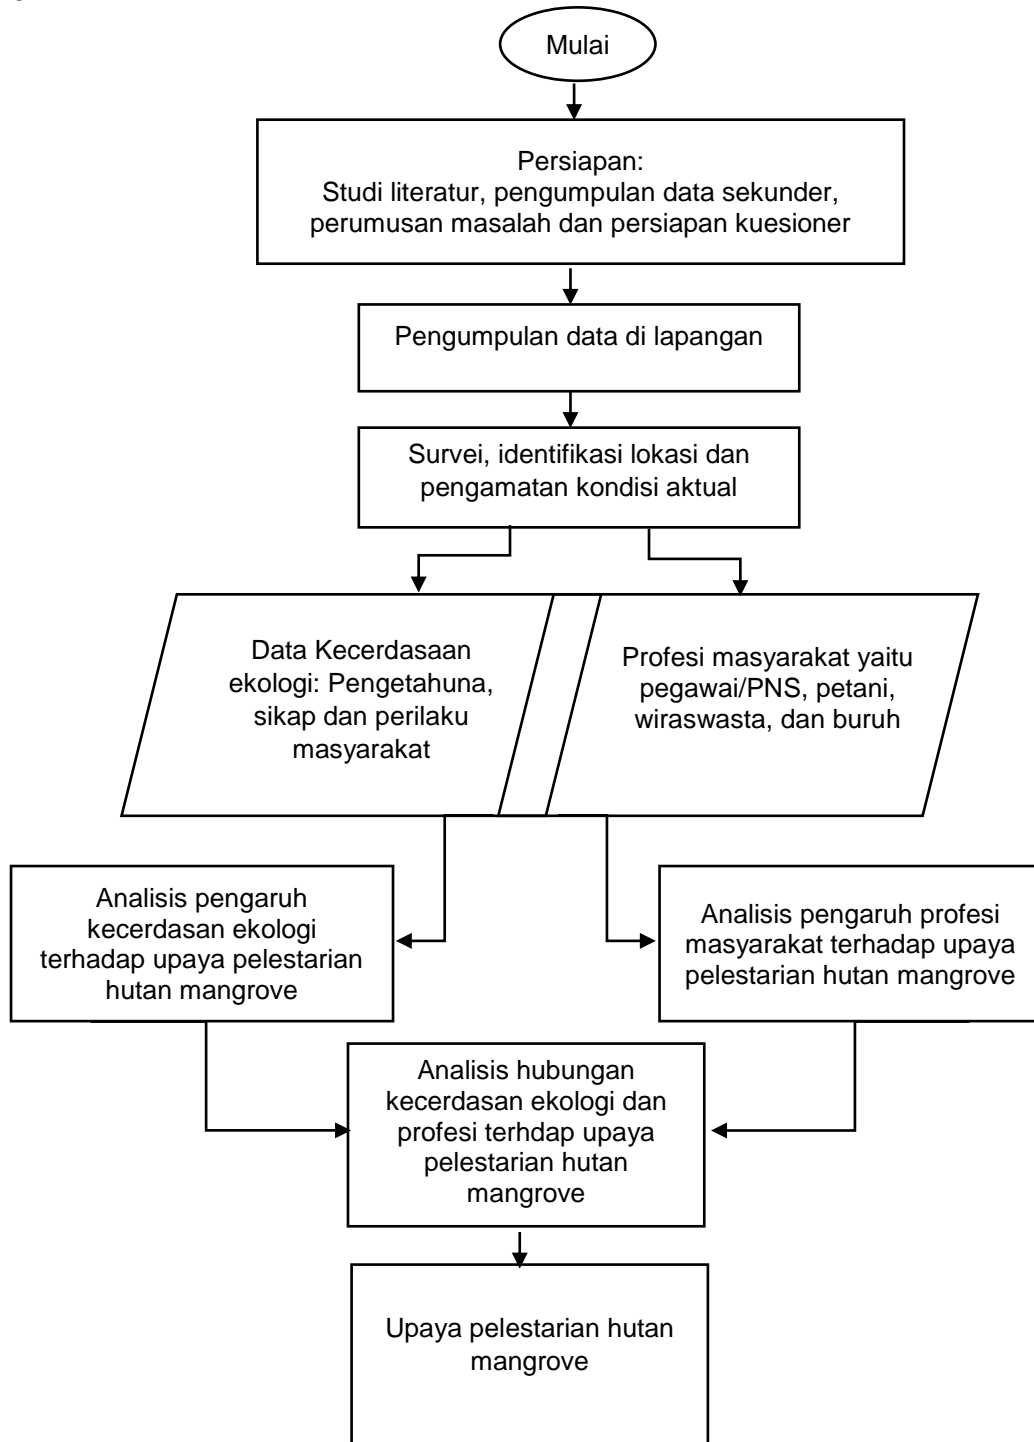 Mulai
Persiapan:
Studi literatur, pengumpulan data sekunder,
perumusan masalah dan persiapan kuesioner
Pengumpulan data di lapangan
Survei, identifikasi lokasi dan
pengamatan kondisi aktual
Data Kecerdasaan
ekologi: Pengetahuna,
sikap dan perilaku
masyarakat
Profesi masyarakat yaitu
pegawai/PNS, petani,
wiraswasta, dan buruh
Analisis pengaruh
kecerdasan ekologi
terhadap upaya pelestarian
hutan mangrove
Analisis pengaruh profesi
masyarakat terhadap upaya
pelestarian hutan mangrove
Analisis hubungan
kecerdasan ekologi dan
profesi terhdap upaya
pelestarian hutan
mangrove
Upaya pelestarian hutan
mangrove